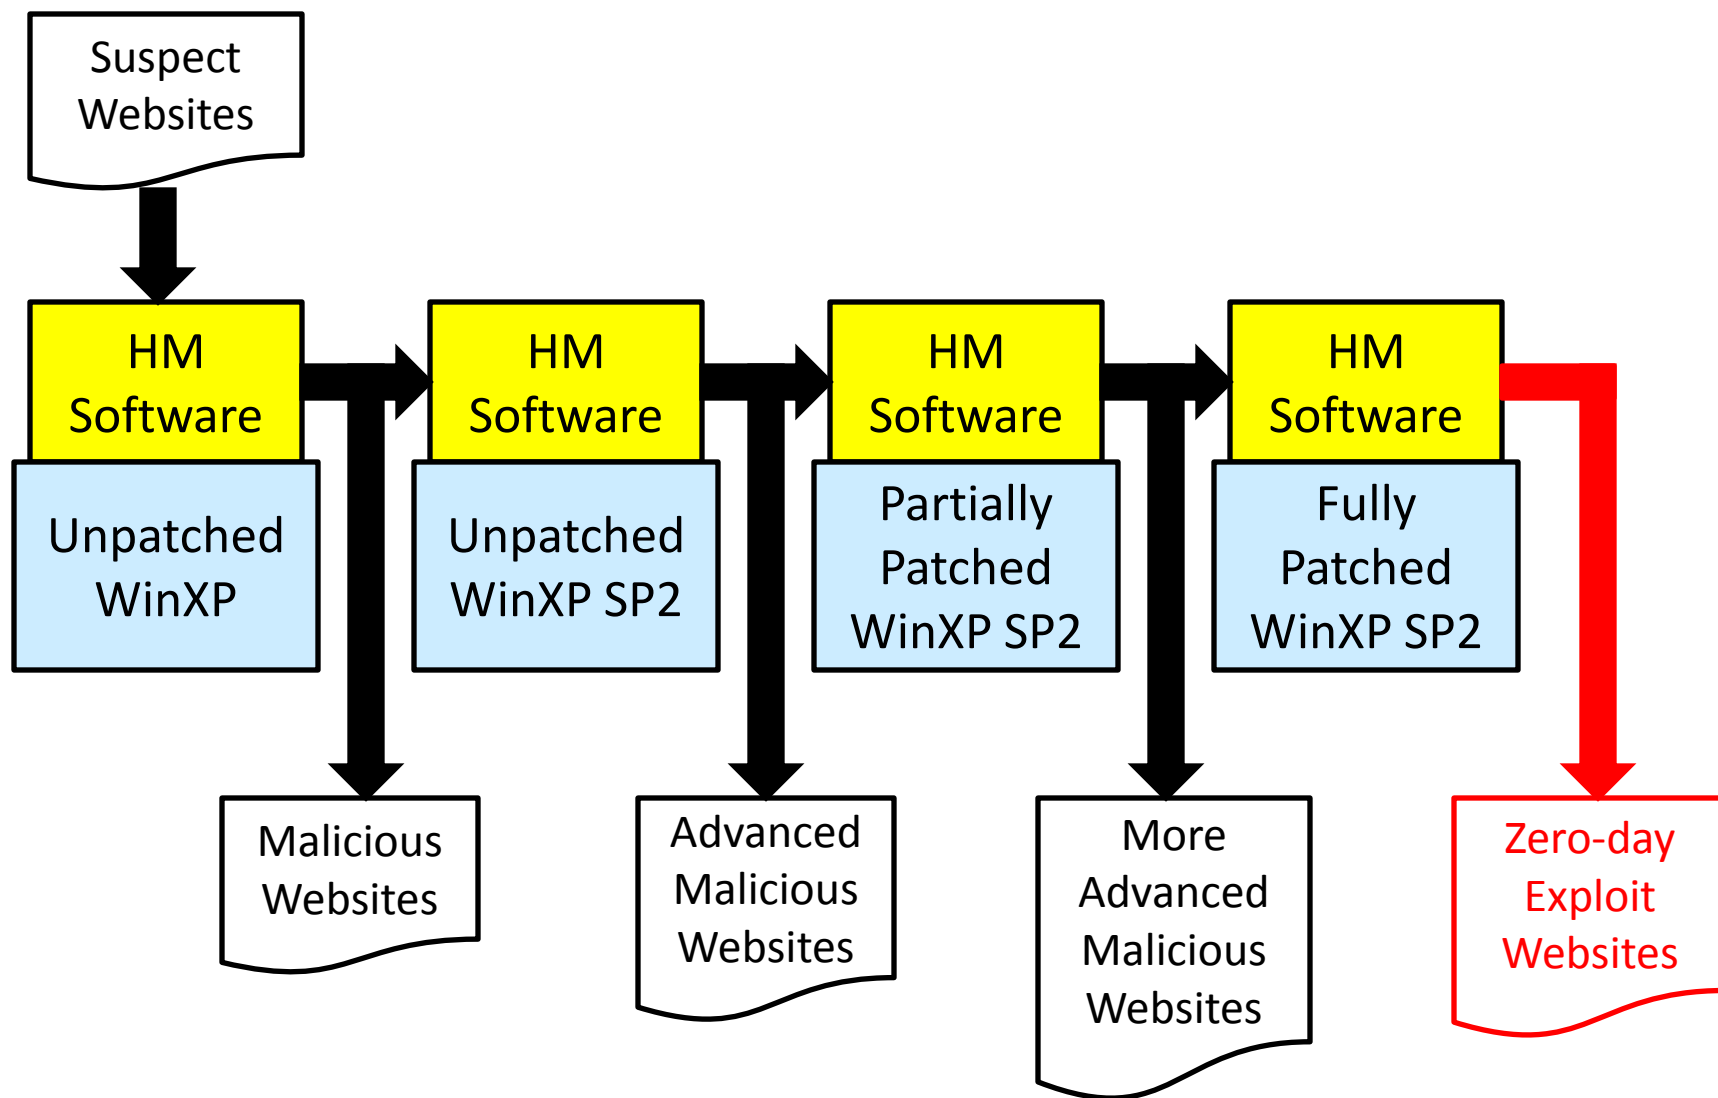 Suspect
Websites
HM
Software
Unpatched
WinXP
HM
Software
Unpatched
WinXP SP2
HM
Software
Partially
Patched
WinXP SP2
HM
Software
Fully
Patched
WinXP SP2
Malicious
Websites
Advanced
Malicious
Websites
More
Advanced
Malicious
Websites
Zero-day
Exploit
Websites